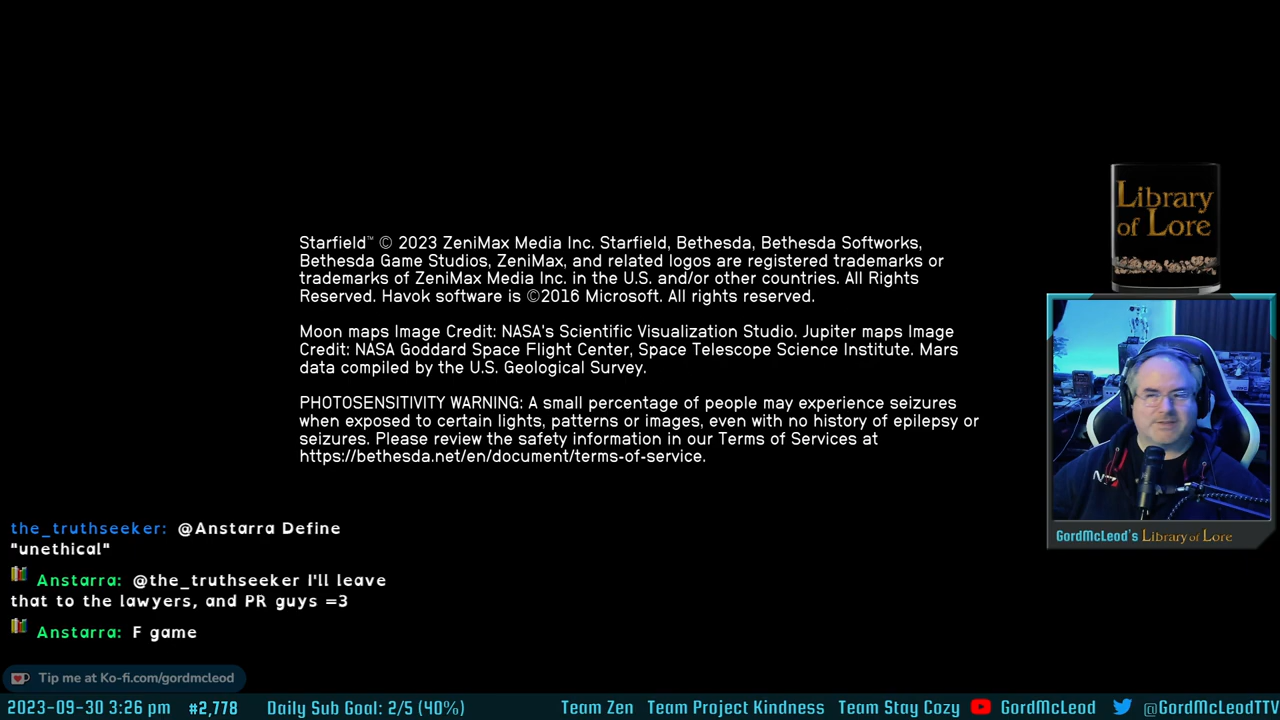 Library
of Lore
Starfield™ © 2023 ZeniMax Media Inc. Starfield, Bethesda, Bethesda Softworks,
Bethesda Game Studios, ZeniMax, and related logos are registered trademarks or
trademarks of ZeniMax Media Inc. in the U.S. and/or other countries. All Rights
Reserved. Havok software is ©2016 Microsoft. All rights reserved.
Moon maps Image Credit: NASA's Scientific Visualization Studio. Jupiter maps Image
Credit: NASA Goddard Space Flight Center, Space Telescope Science Institute. Mars
data compiled by the U.S. Geological Survey.
PHOTOSENSITIVITY WARNING: A small percentage of people may experience seizures
when exposed to certain lights, patterns or images, even with no history of epilepsy or
seizures. Please review the safety information in our Terms of Services at
https://bethesda.net/en/document/terms-of-service.
N7
GordMcLeod's Library of Lore
the_truthseeker: @Anstarra Define
"unethical"
Anstarra: @the_truthseeker I'll leave
that to the lawyers, and PR guys =3
Anstarra: F game
Tip me at Ko-fi.com/gordmcleod
2023-09-30 3:26 pm #2,778 Daily Sub Goal: 2/5 (40%) Team Zen Team Project Kindness Team Stay Cozy GordMcLeod @GordMcLeodTTV